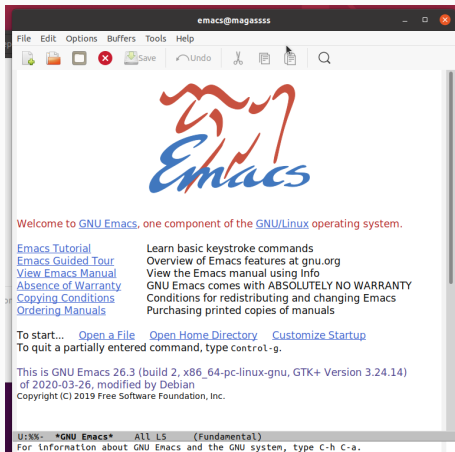 emacs@magassss
File Edit Options Buffers Tools Help
Save Undo
Emacs
Welcome to GNU Emacs, one component of the GNU/Linux operating system.
Emacs Tutorial Learn basic keystroke commands
Emacs Guided Tour Overview of Emacs features at gnu.org
View Emacs Manual View the Emacs manual using Info
Absence of Warranty GNU Emacs comes with ABSOLUTELY NO WARRANTY
Copying Conditions Conditions for redistributing and changing Emacs
Ordering Manuals Purchasing printed copies of manuals
To start... Open a File Open Home Directory Customize Startup
To quit a partially entered command, type Control-g.
This is GNU Emacs 26.3 (build 2, x86_64-pc-linux-gnu, GTK+ Version 3.24.14)
of 2020-03-26, modified by Debian
Copyright (C) 2019 Free Software Foundation, Inc.
U:%%- *GNU Emacs* All L5 (Fundamental)
For information about GNU Emacs and the GNU system, type C-h C-a.